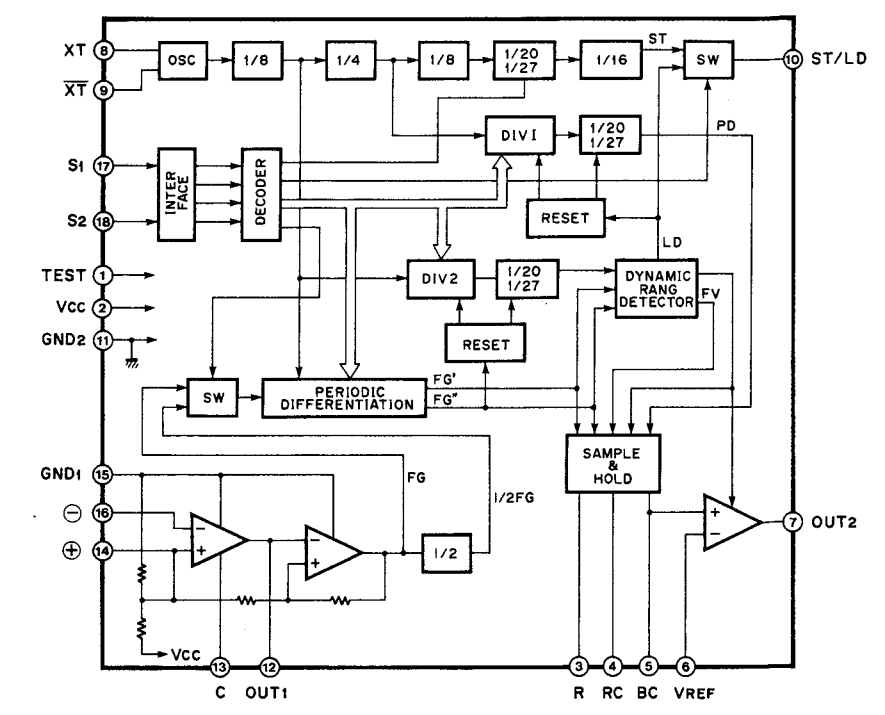 XT 8
OSC
1/8
1/4
1/8
1/20
1/27
1/16
ST
SW
10 ST/LD
XT 9
DIV1
1/20
1/27
PD
S1 17
INTER
FACE
DECODER
S2 18
RESET
LD
TEST 1
VCC 2
GND2 11
DIV2
1/20
1/27
DYNAMIC
RANG
DETECTOR
FV
RESET
SW
PERIODIC
DIFFERENTIATION
FG'
FG"
SAMPLE
&
HOLD
GND1 15
FG
1/2FG
⊖ 16
⊕ 14
−
+
−
+
1/2
+
−
7 OUT2
VCC
13
12
3
4
5
6
C
OUT1
R
RC
BC
VREF